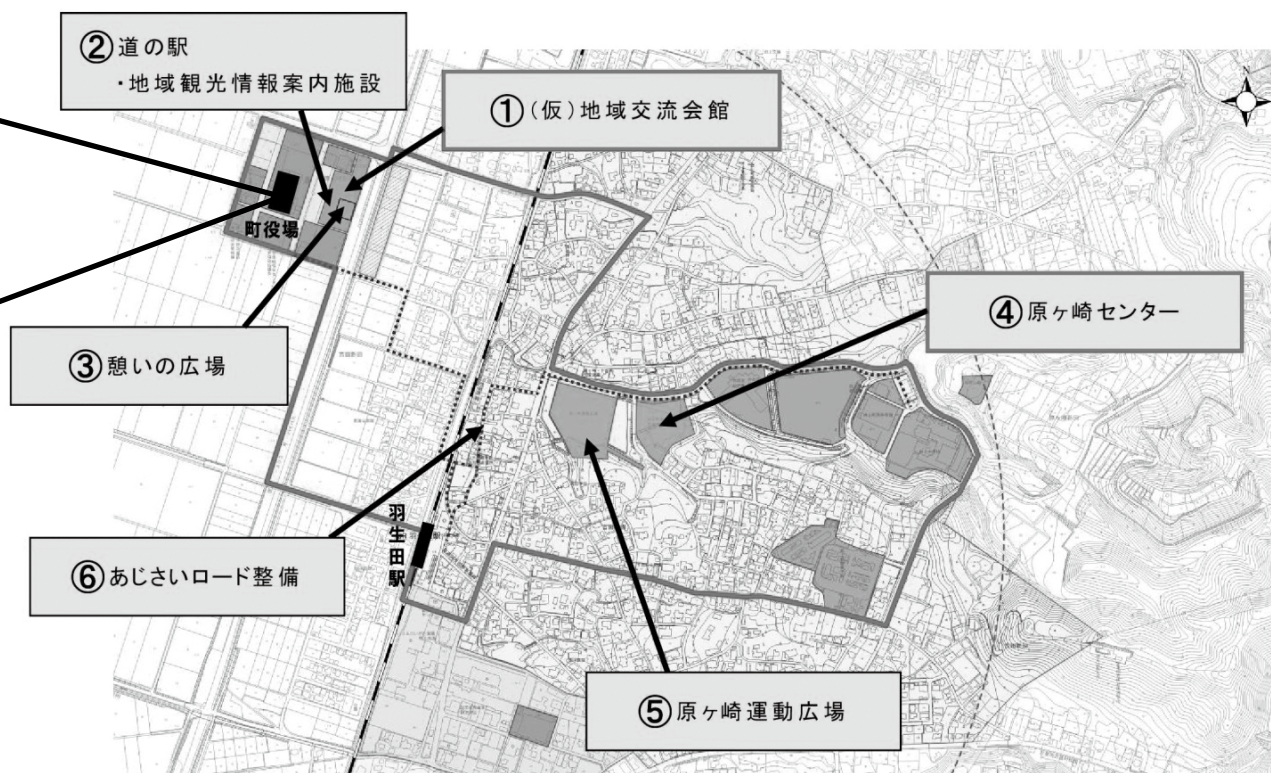 ②道の駅
・地域観光情報案内施設
①(仮)地域交流会館
町役場
④原ヶ崎センター
③憩いの広場
羽生田駅
⑥あじさいロード整備
⑤原ヶ崎運動広場